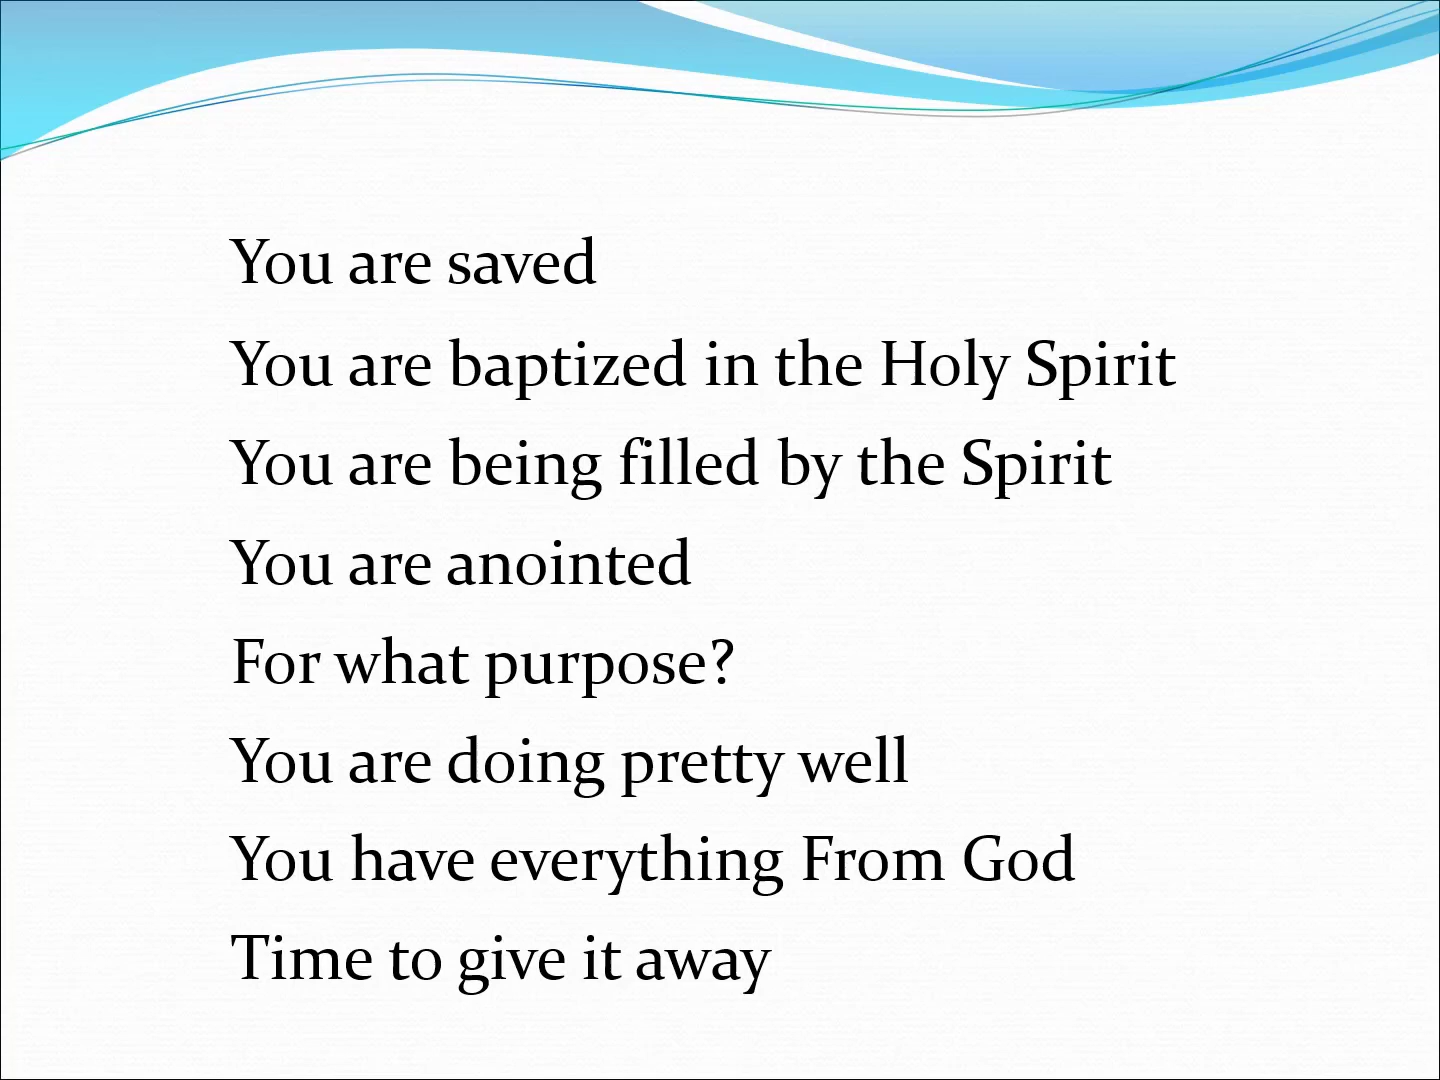 You are saved
You are baptized in the Holy Spirit
You are being filled by the Spirit
You are anointed
For what purpose?
You are doing pretty well
You have everything From God
Time to give it away